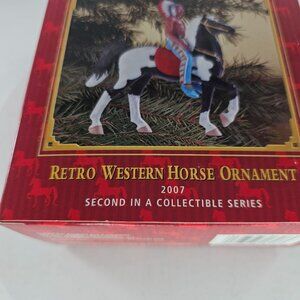 RETRO WESTERN HORSE ORNAMENT
2007
SECOND IN A COLLECTIBLE SERIES